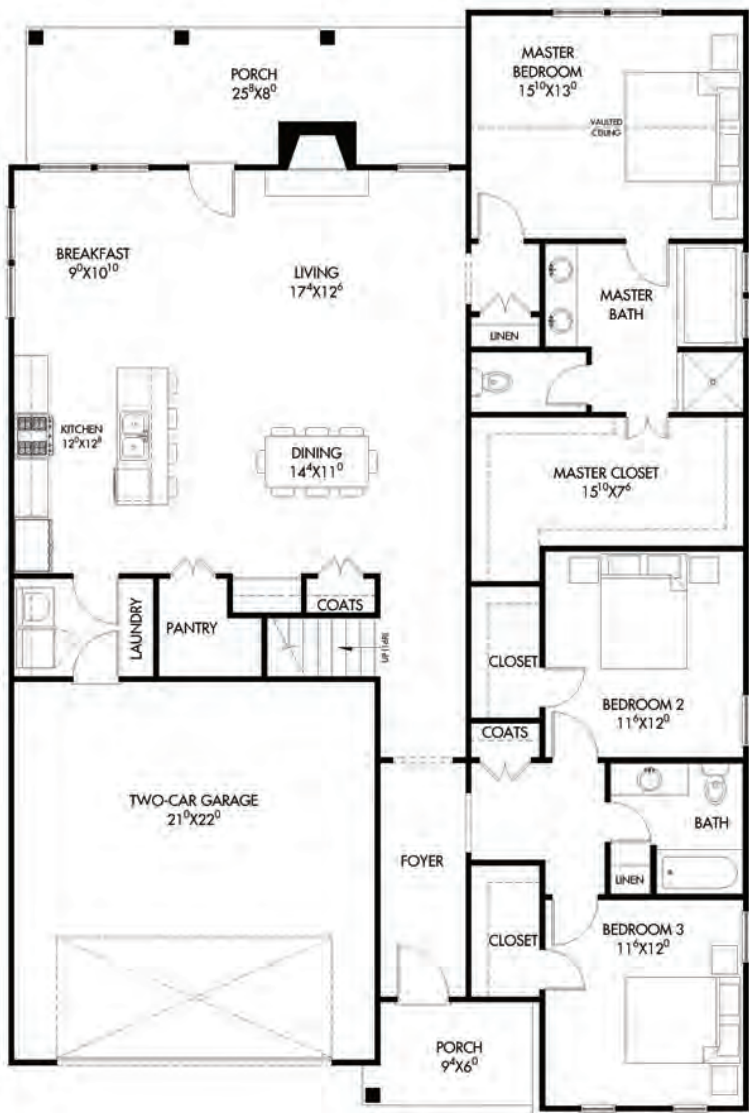 PORCH
25⁸X8⁰
MASTER
BEDROOM
15¹⁰X13⁰
VAULTED
CEILING
BREAKFAST
9⁰X10¹⁰
LIVING
17⁴X12⁶
MASTER
BATH
LINEN
KITCHEN
12⁰X12⁸
DINING
14⁴X11⁰
MASTER CLOSET
15¹⁰X7⁶
COATS
LAUNDRY
PANTRY
CLOSET
BEDROOM 2
11⁶X12⁰
COATS
TWO-CAR GARAGE
21⁰X22⁰
FOYER
BATH
LINEN
CLOSET
BEDROOM 3
11⁶X12⁰
PORCH
9⁴X6⁰